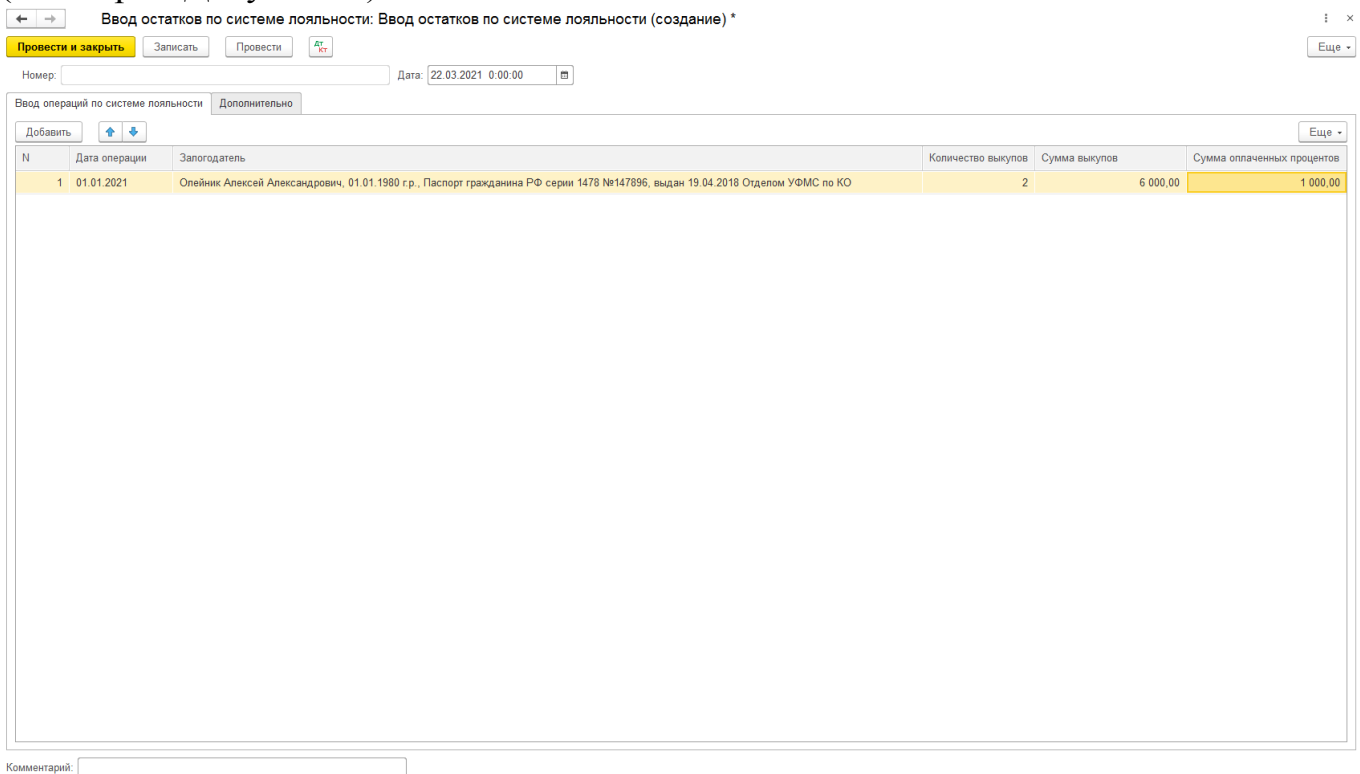 Ввод остатков по системе лояльности: Ввод остатков по системе лояльности (создание) *
Провести и закрыть Записать Провести Дт Кт Еще
Номер: Дата: 22.03.2021 0:00:00
Ввод операций по системе лояльности Дополнительно
Добавить Еще
N Дата операции Залогодатель Количество выкупов Сумма выкупов Сумма оплаченных процентов
1 01.01.2021 Олейник Алексей Александрович, 01.01.1980 г.р., Паспорт гражданина РФ серии 1478 №147896, выдан 19.04.2018 Отделом УФМС по КО 2 6 000,00 1 000,00
Комментарий: